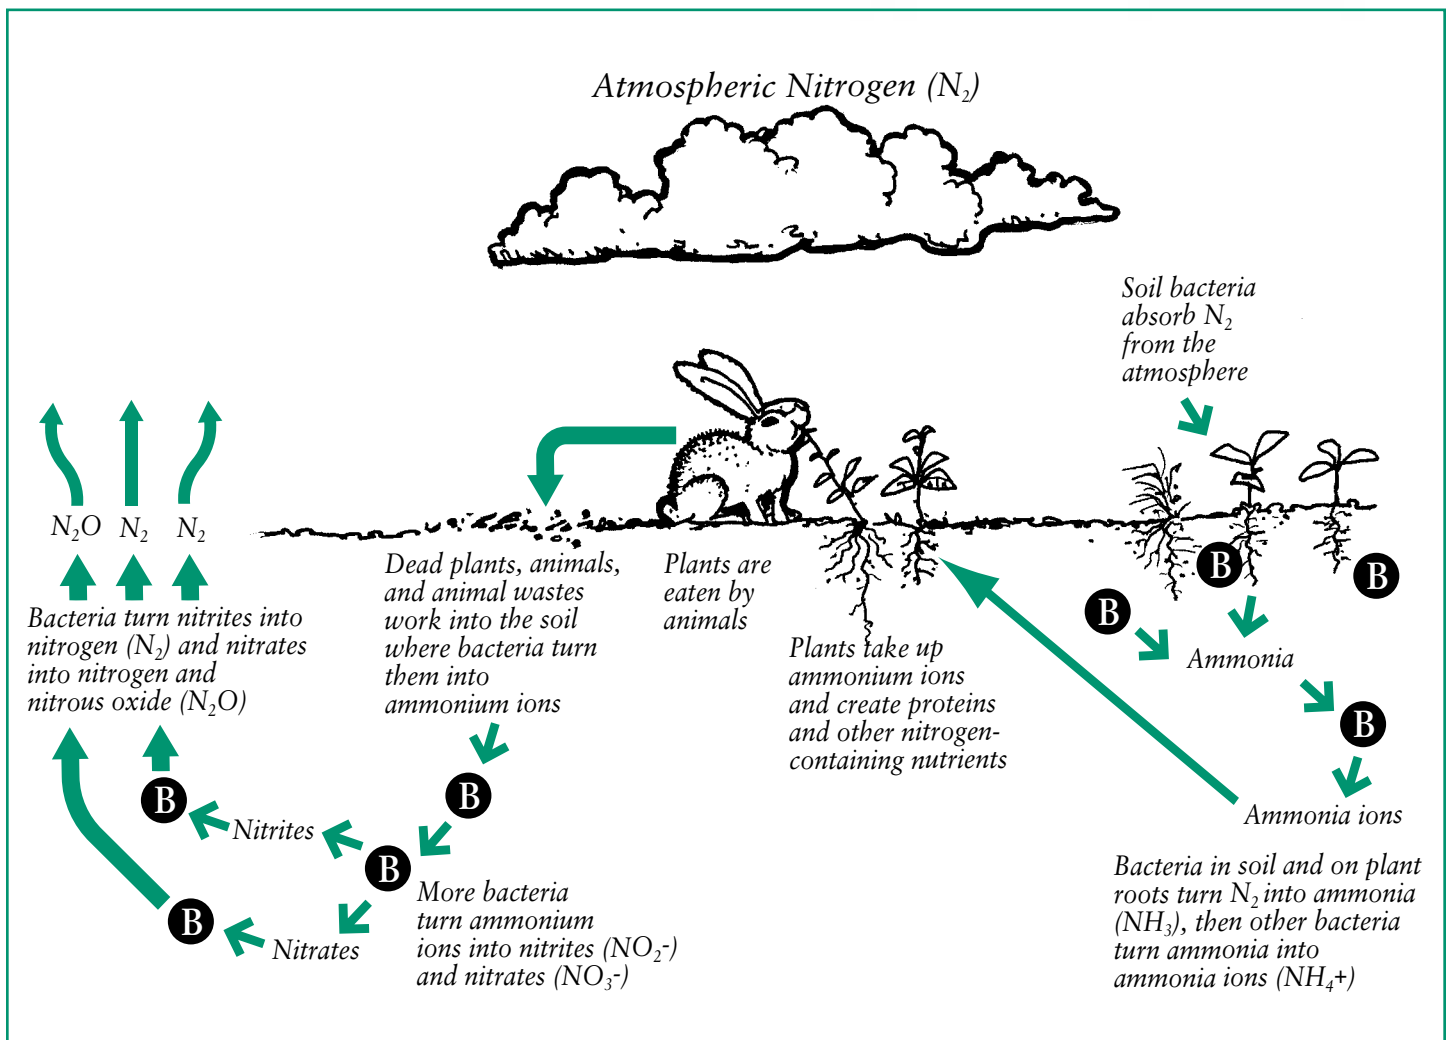 Atmospheric Nitrogen (N₂)
Soil bacteria
absorb N₂
from the
atmosphere
N₂O N₂ N₂
Bacteria turn nitrites into
nitrogen (N₂) and nitrates
into nitrogen and
nitrous oxide (N₂O)
Dead plants, animals,
and animal wastes
work into the soil
where bacteria turn
them into
ammonium ions
Plants are
eaten by
animals
Plants take up
ammonium ions
and create proteins
and other nitrogen-
containing nutrients
B
B
B
Ammonia
B
Ammonia ions
Bacteria in soil and on plant
roots turn N₂ into ammonia
(NH₃), then other bacteria
turn ammonia into
ammonia ions (NH₄+)
B
B
Nitrites
B
B
Nitrates
More bacteria
turn ammonium
ions into nitrites (NO₂-)
and nitrates (NO₃-)